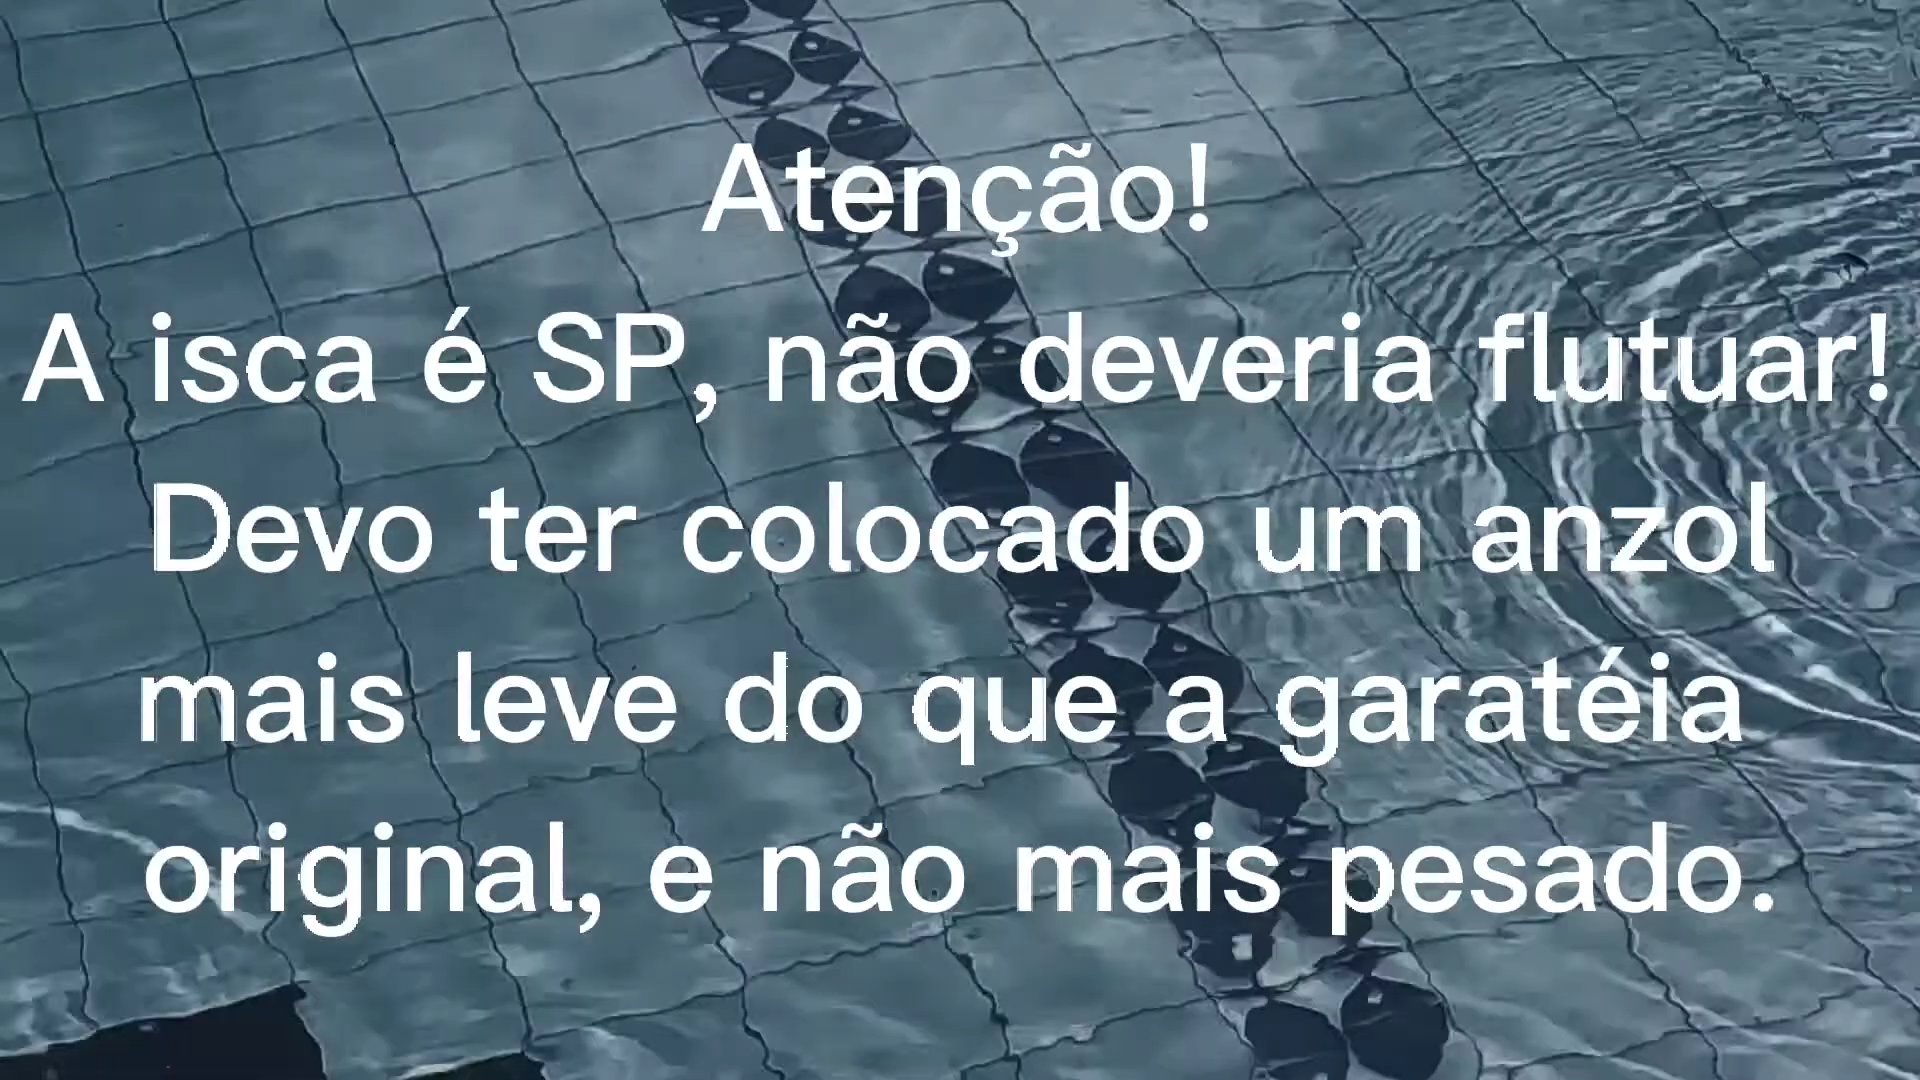 Atenção!
A isca é SP, não deveria flutuar!
Devo ter colocado um anzol
mais leve do que a garatéia
original, e não mais pesado.